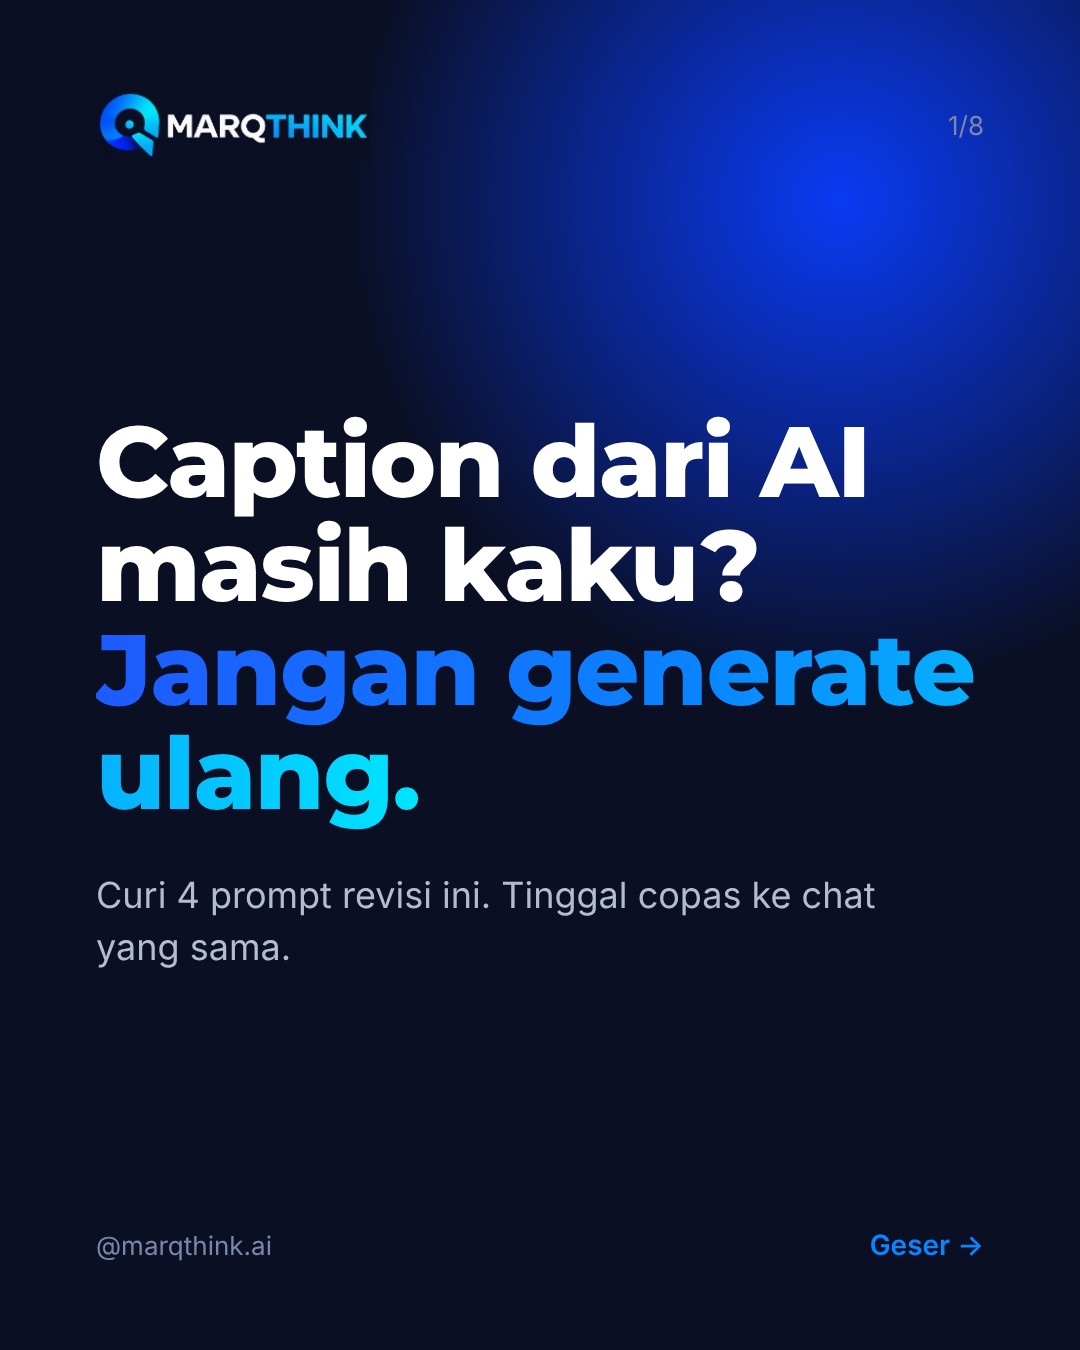 MARQTHINK
1/8
Caption dari AI
masih kaku?
Jangan generate
ulang.
Curi 4 prompt revisi ini. Tinggal copas ke chat
yang sama.
@marqthink.ai
Geser →